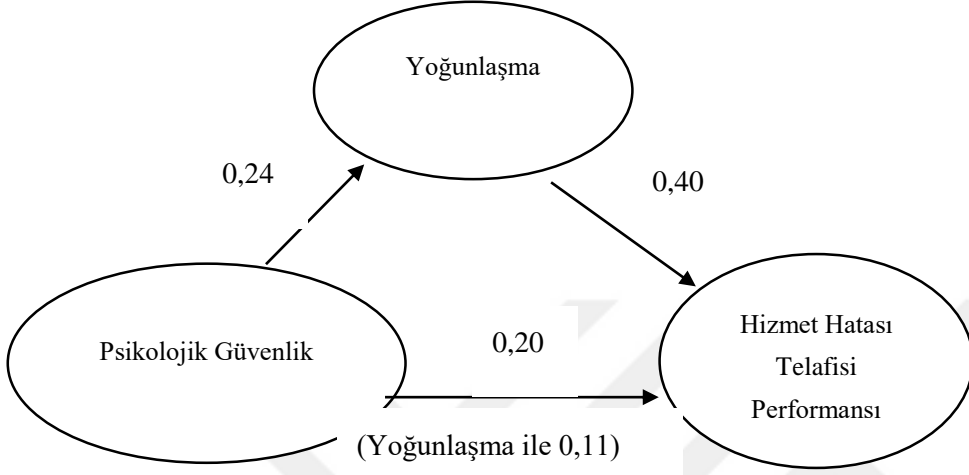 Yoğunlaşma
0,24
0,40
Psikolojik Güvenlik
0,20
Hizmet Hatası
Telafisi
Performansı
(Yoğunlaşma ile 0,11)